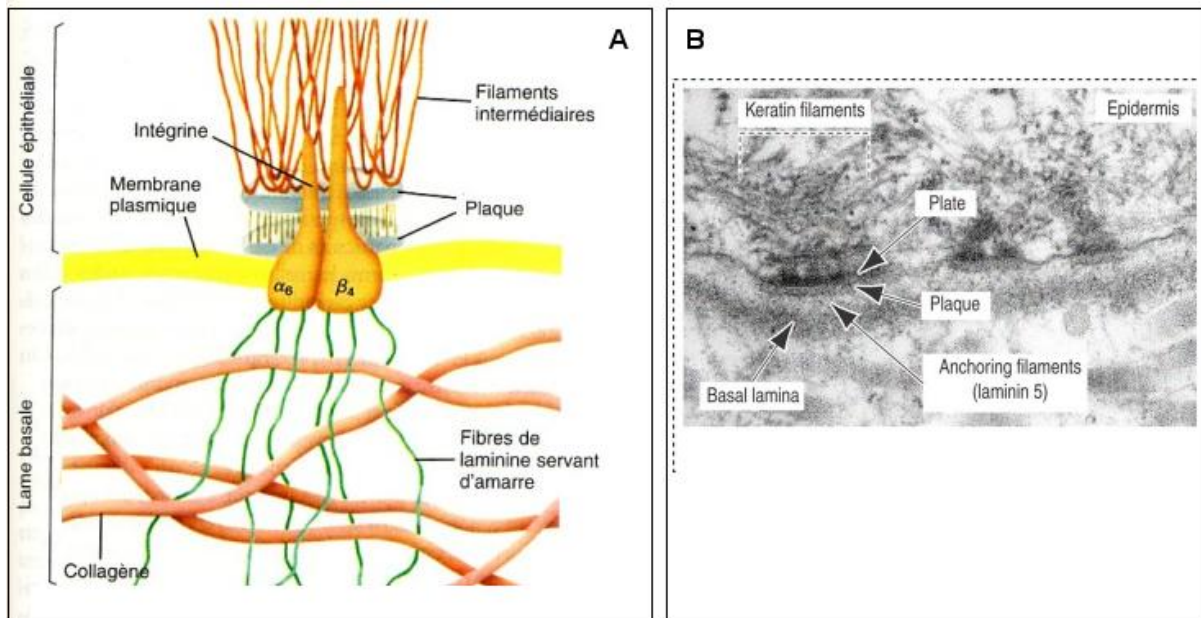 A
Cellule épithéliale
Filaments
intermédiaires
Intégrine
Membrane
plasmique
Plaque
α6
β4
Lame basale
Fibres de
laminine servant
d'amarre
Collagène
B
Keratin filaments
Epidermis
Plate
Plaque
Anchoring filaments
(laminin 5)
Basal lamina